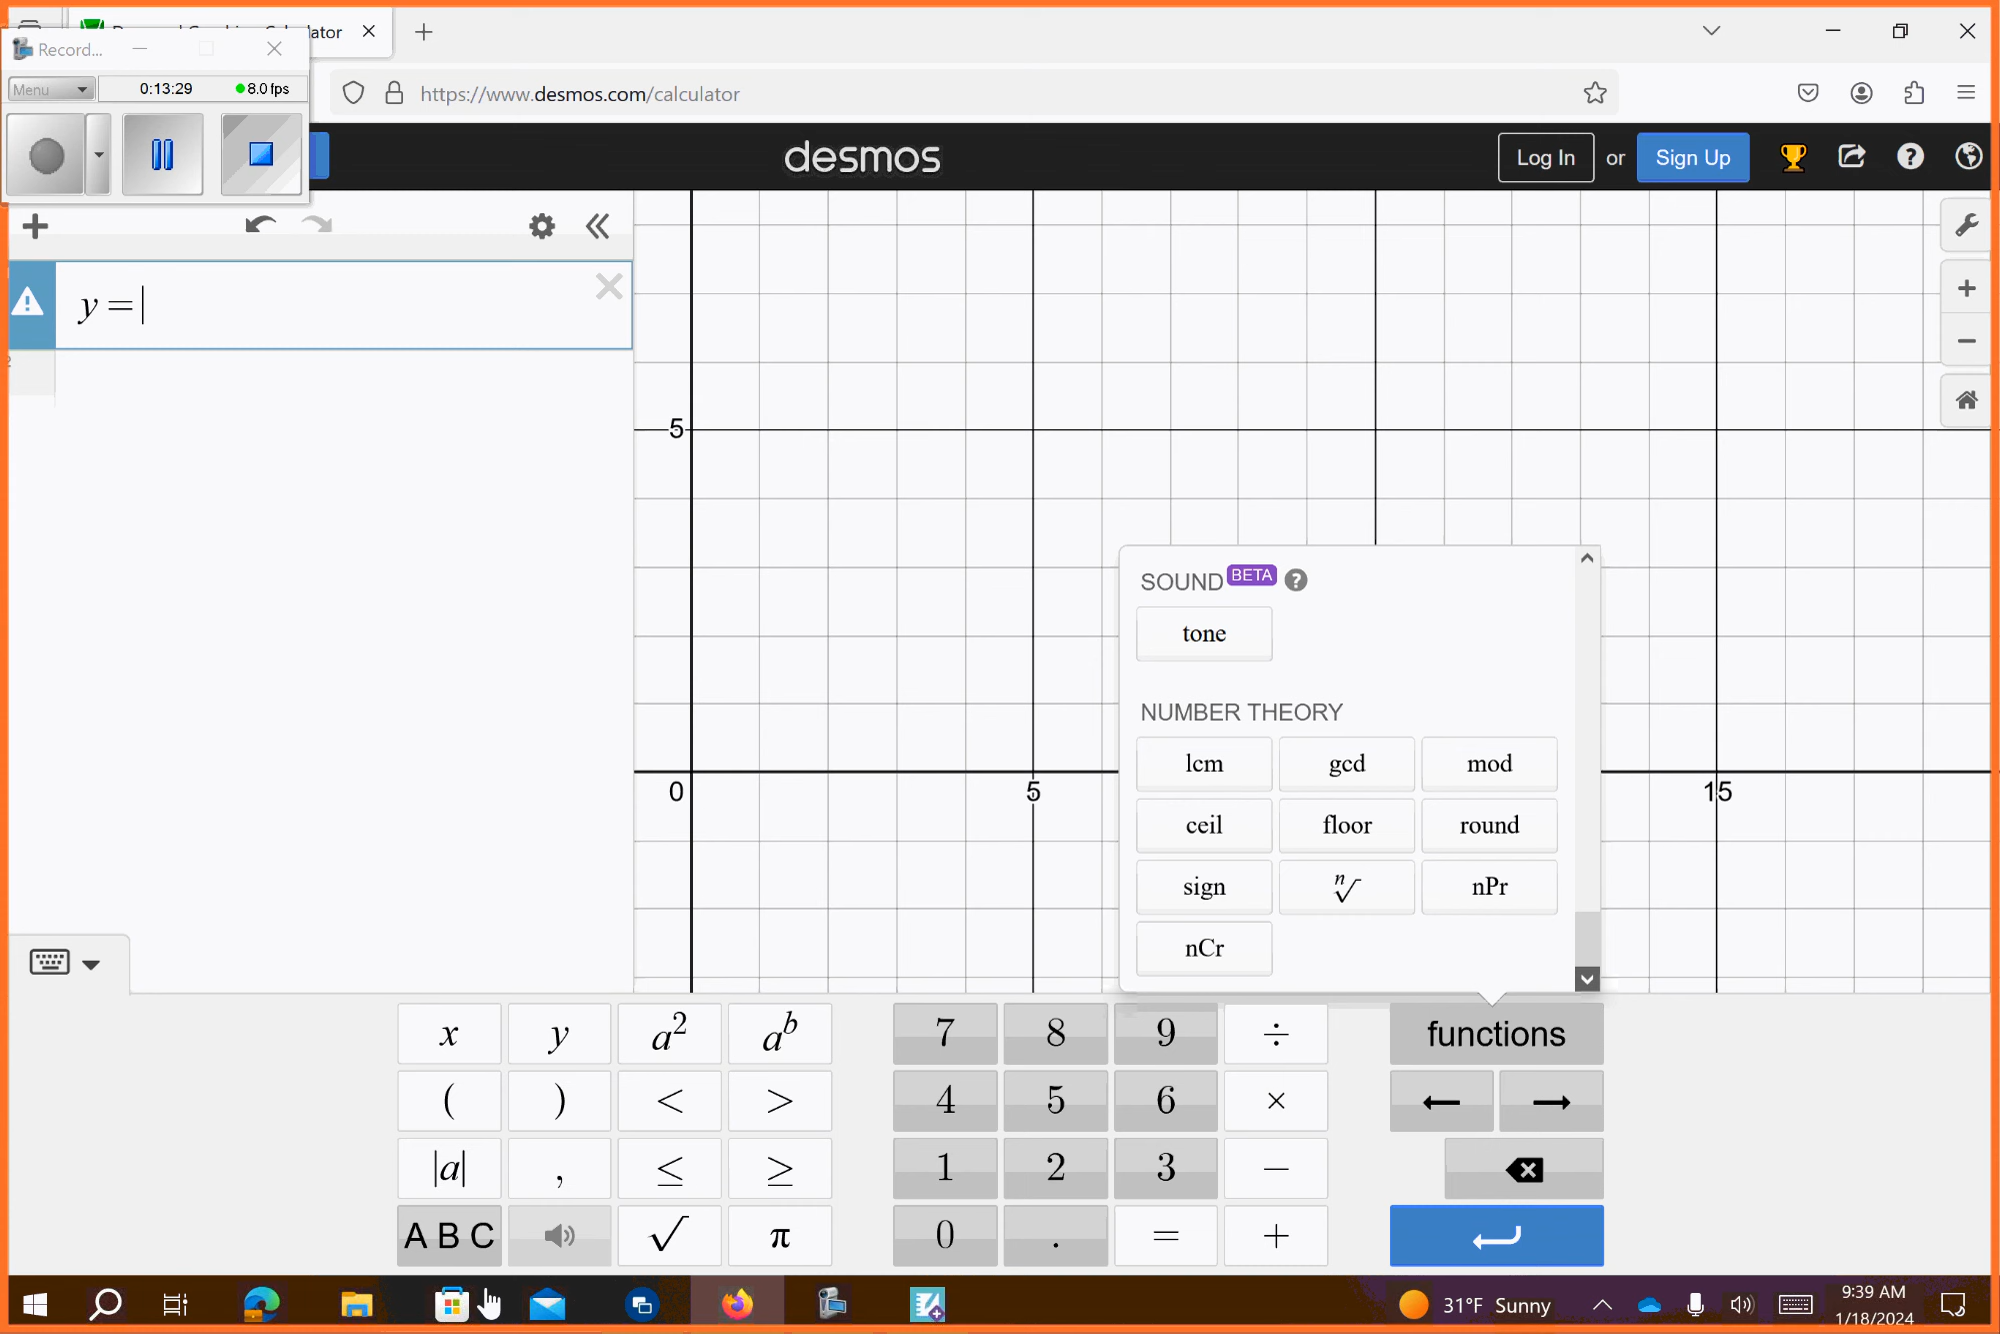 ator
Record...
Menu
0:13:29
8.0 fps
https://www.desmos.com/calculator
desmos
Log In or Sign Up
y =
5
0
5
15
SOUND BETA ?
tone
NUMBER THEORY
lcm gcd mod
ceil floor round
sign n√ nPr
nCr
x y a² aᵇ 7 8 9 ÷ functions
( ) < > 4 5 6 × ← →
|a| , ≤ ≥ 1 2 3 −
A B C √ π 0 . = +
31°F Sunny
9:39 AM
1/18/2024